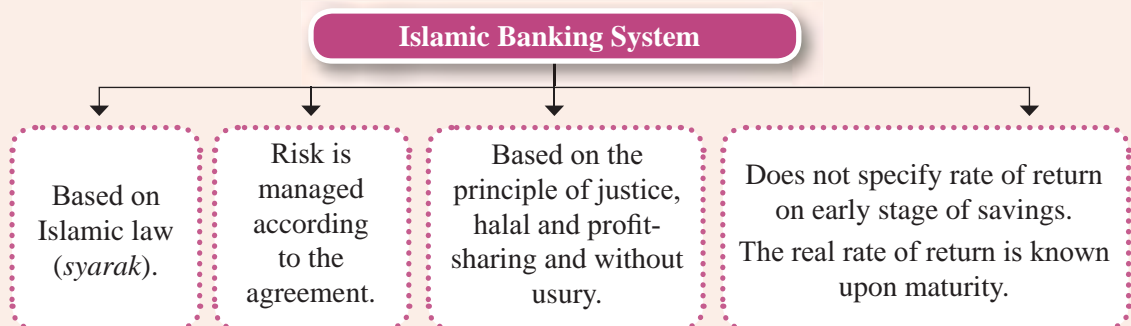 Islamic Banking System
Based on
Islamic law
(syarak).
Risk is
managed
according
to the
agreement.
Based on the
principle of justice,
halal and profit-
sharing and without
usury.
Does not specify rate of return
on early stage of savings.
The real rate of return is known
upon maturity.